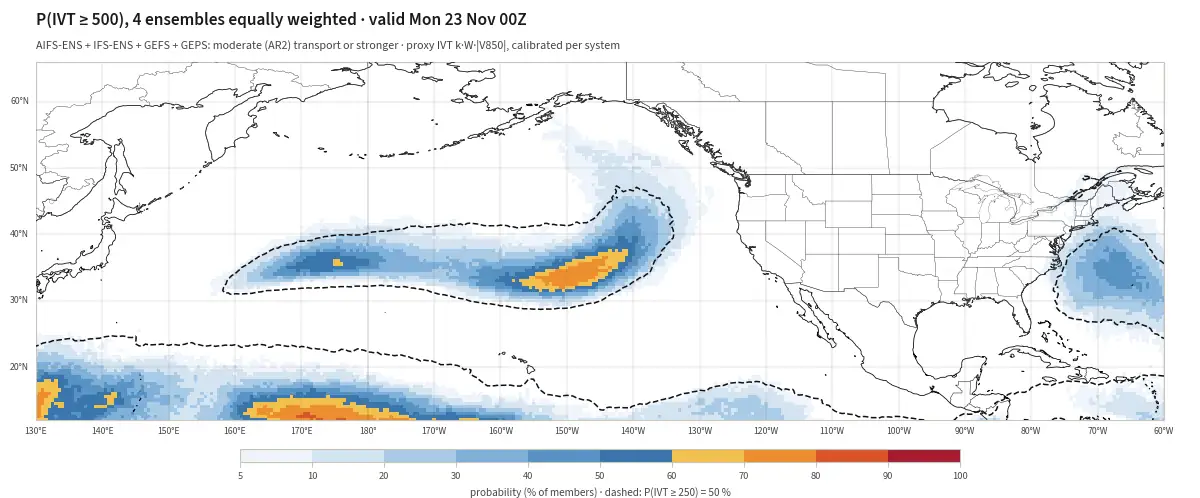 P(IVT ≥ 500), 4 ensembles equally weighted · valid Mon 23 Nov 00Z
AIFS-ENS + IFS-ENS + GEFS + GEPS: moderate (AR2) transport or stronger · proxy IVT k·W·|V850|, calibrated per system
60°N
50°N
40°N
30°N
20°N
130°E 140°E 150°E 160°E 170°E 180° 170°W 160°W 150°W 140°W 130°W 120°W 110°W 100°W 90°W 80°W 70°W 60°W
5 10 20 30 40 50 60 70 80 90 100
probability (% of members) · dashed: P(IVT ≥ 250) = 50 %